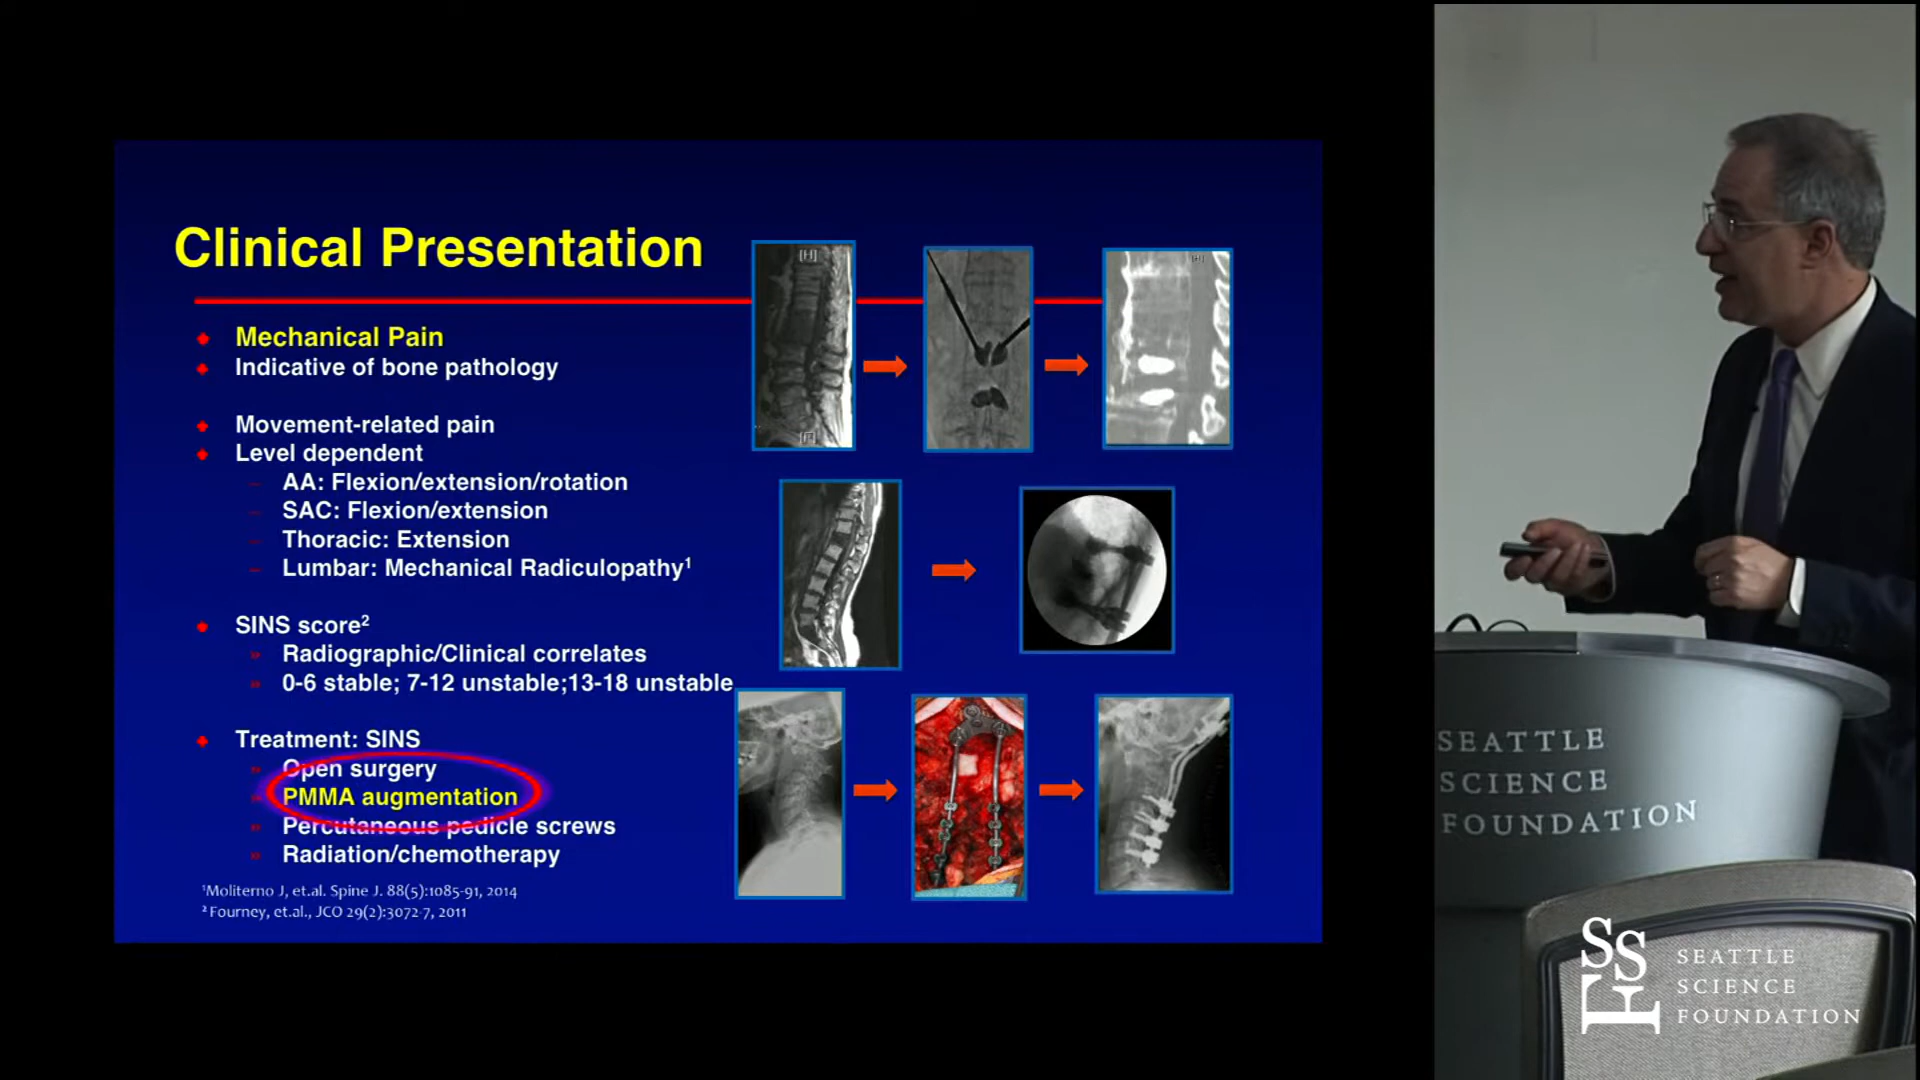 Clinical Presentation
Mechanical Pain
Indicative of bone pathology
Movement-related pain
Level dependent
AA: Flexion/extension/rotation
SAC: Flexion/extension
Thoracic: Extension
Lumbar: Mechanical Radiculopathy¹
SINS score²
Radiographic/Clinical correlates
0-6 stable; 7-12 unstable;13-18 unstable
Treatment: SINS
Open surgery
PMMA augmentation
Percutaneous pedicle screws
Radiation/chemotherapy
¹Moliterno J, et.al. Spine J. 88(5):1085-91, 2014
² Fourney, et.al., JCO 29(2):3072-7, 2011
[H]
[F]
[H]
SEATTLE
SCIENCE
FOUNDATION
SSF
SEATTLE
SCIENCE
FOUNDATION